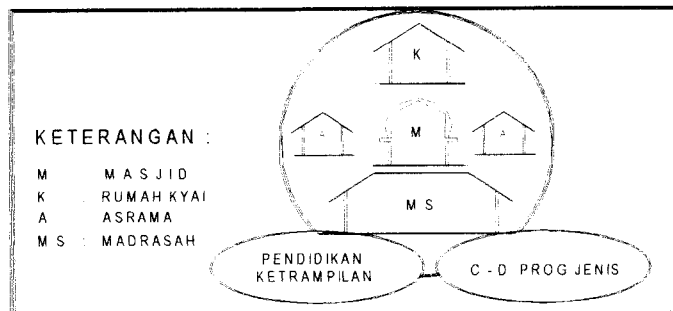 KETERANGAN :
M MASJID
K : RUMAH KYAI
A : ASRAMA
MS : MADRASAH
K
A M A
MS
PENDIDIKAN
KETRAMPILAN
C - D PROG JENIS